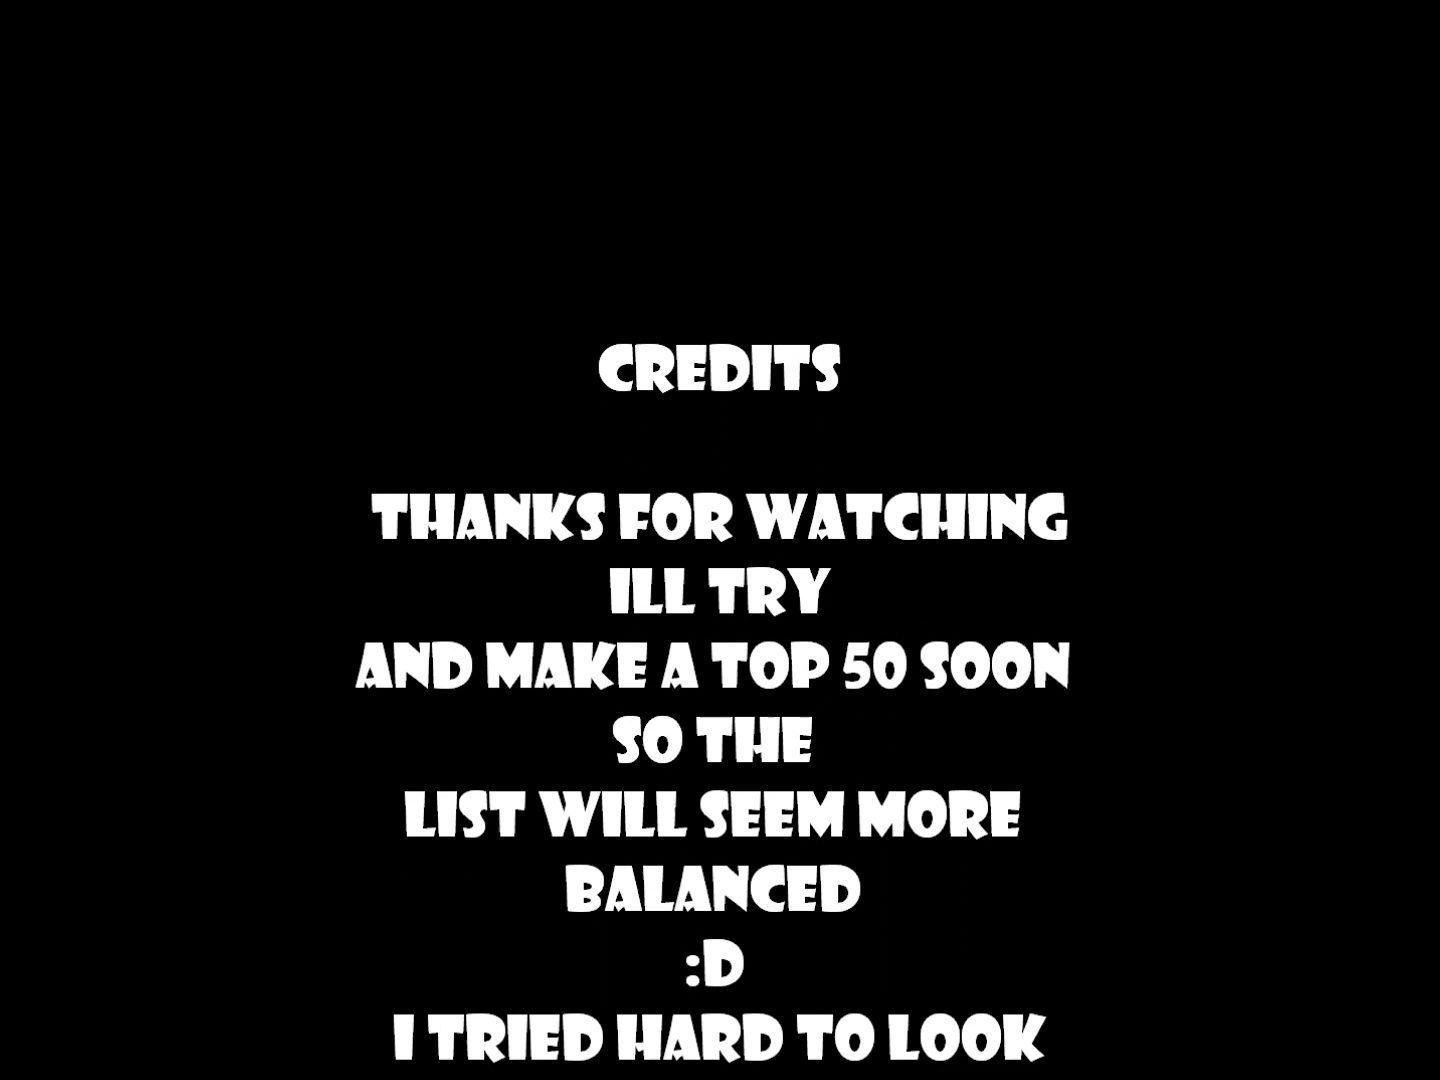 CREDITS
THANKS FOR WATCHING
ILL TRY
AND MAKE A TOP 50 SOON
SO THE
LIST WILL SEEM MORE
BALANCED
:D
I TRIED HARD TO LOOK